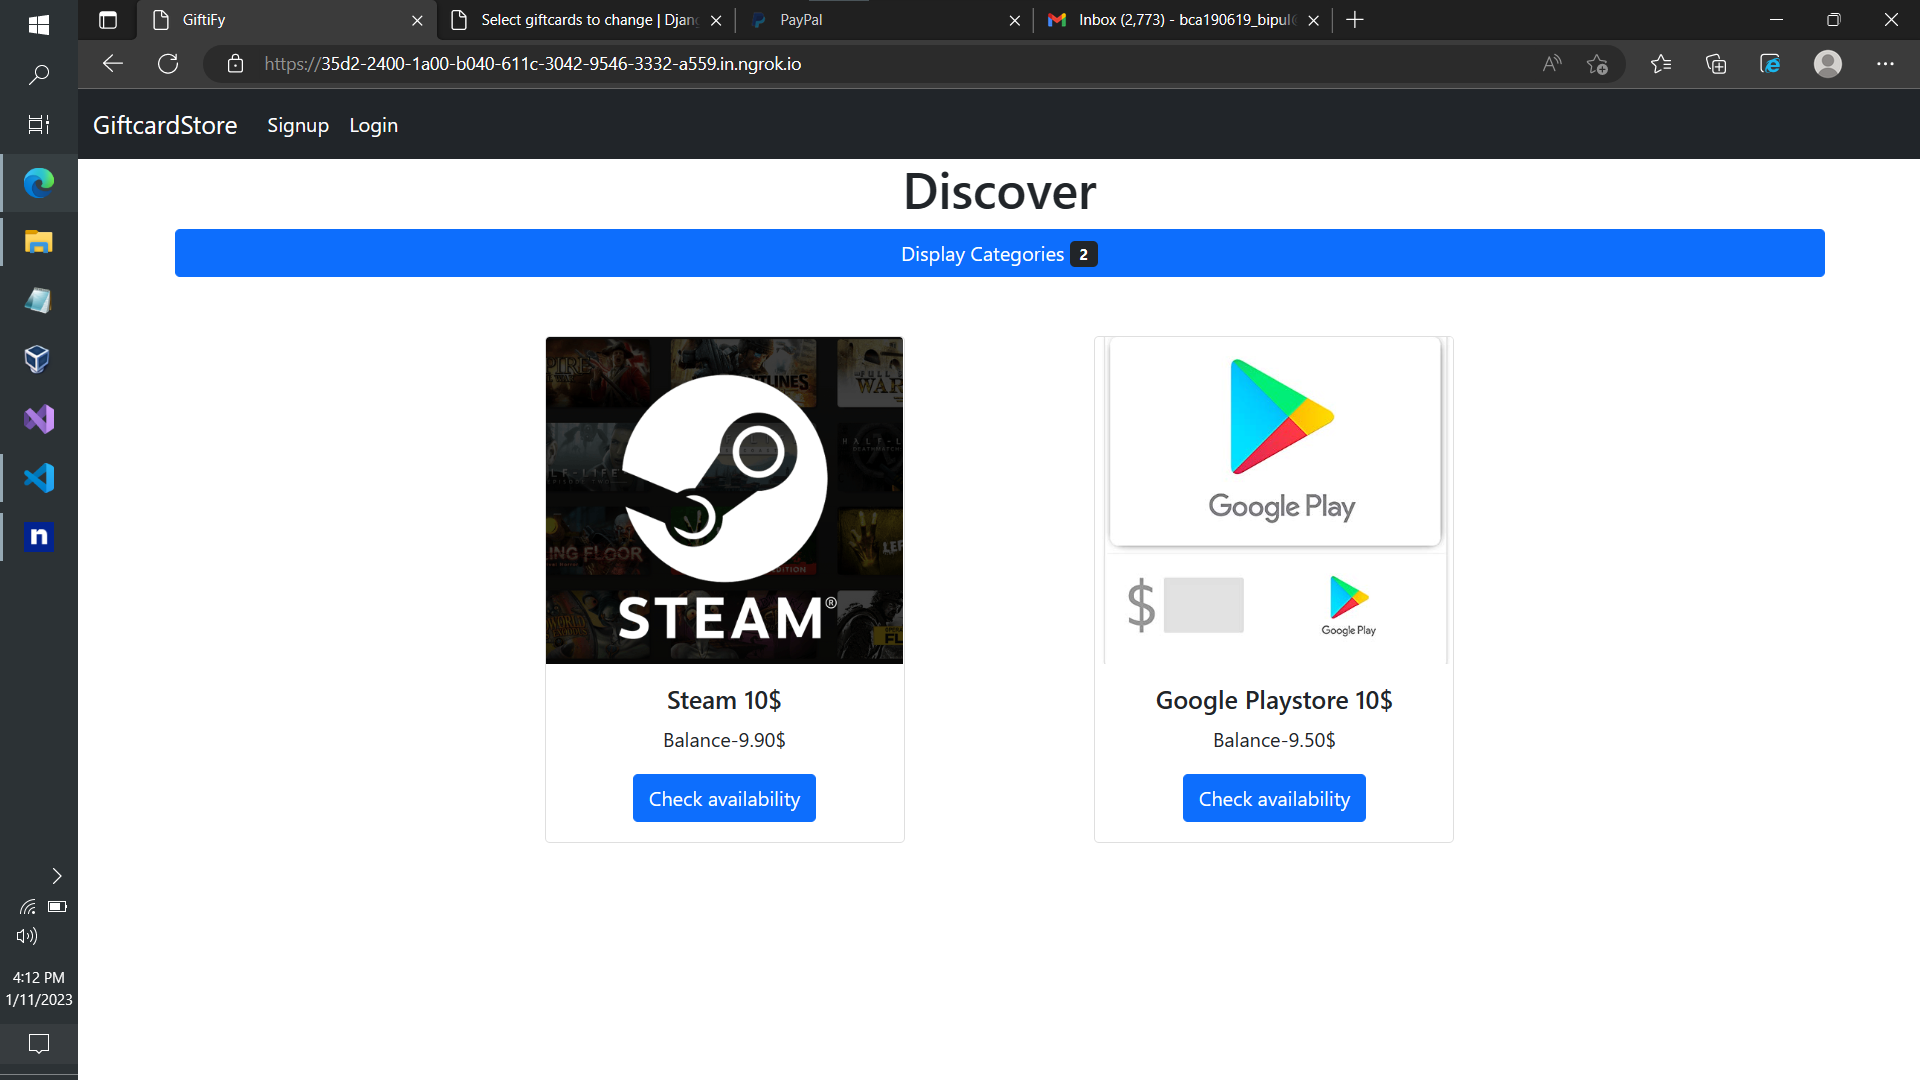 GiftiFy
Select giftcards to change | Djan
PayPal
Inbox (2,773) - bca190619_bipul
https://35d2-2400-1a00-b040-611c-3042-9546-3332-a559.in.ngrok.io
GiftcardStore Signup Login
Discover
Display Categories 2
STEAM®
Google Play
$
Google Play
Steam 10$
Balance-9.90$
Check availability
Google Playstore 10$
Balance-9.50$
Check availability
4:12 PM
1/11/2023